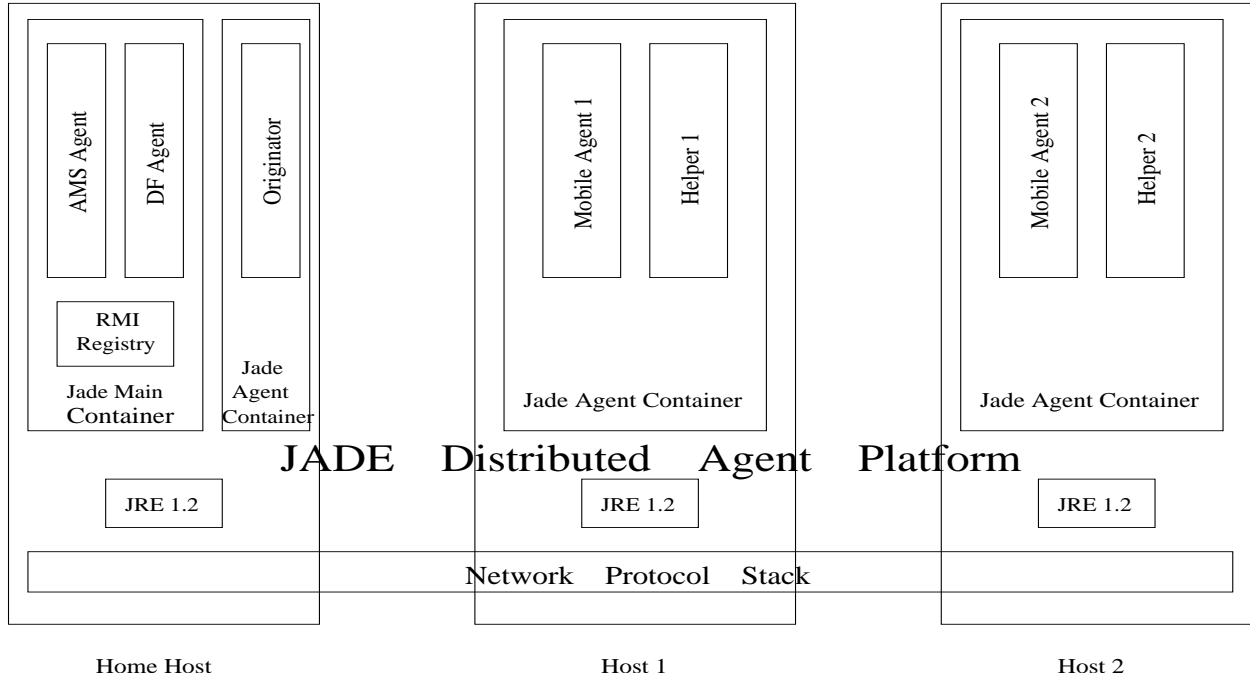 AMS Agent
DF Agent
Originator
RMI
Registry
Jade Main
Container
Jade
Agent
Container
Mobile Agent 1
Helper 1
Jade Agent Container
Mobile Agent 2
Helper 2
Jade Agent Container
JADE Distributed Agent Platform
JRE 1.2
JRE 1.2
JRE 1.2
Network Protocol Stack
Home Host
Host 1
Host 2